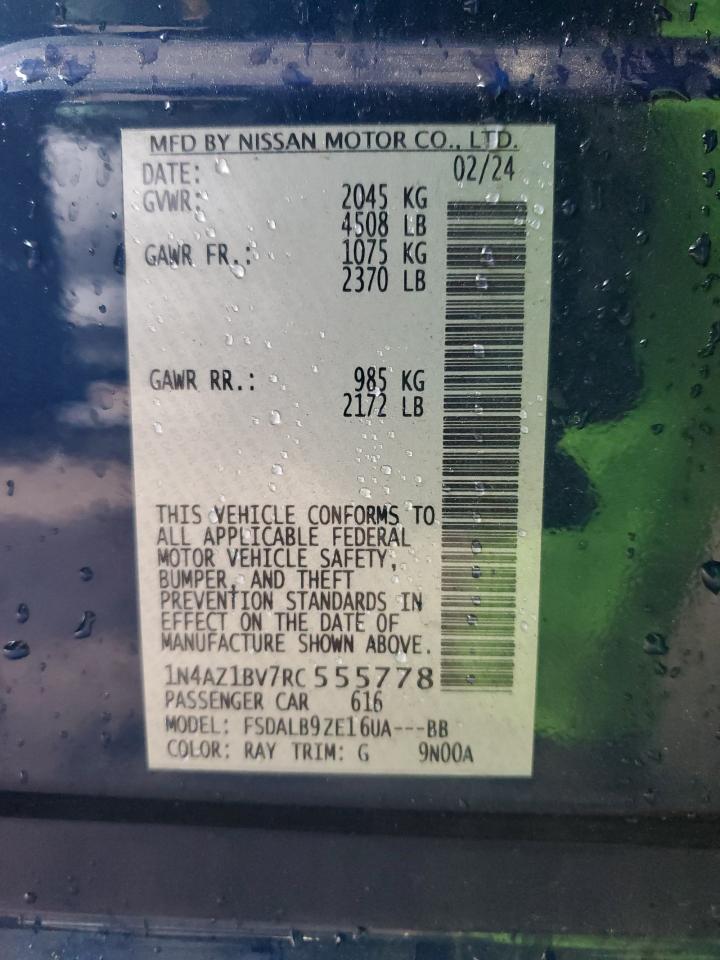 MFD BY NISSAN MOTOR CO., LTD.
DATE: 02/24
GVWR: 2045 KG
4508 LB
GAWR FR.: 1075 KG
2370 LB
GAWR RR.: 985 KG
2172 LB
THIS VEHICLE CONFORMS TO
ALL APPLICABLE FEDERAL
MOTOR VEHICLE SAFETY,
BUMPER, AND THEFT
PREVENTION STANDARDS IN
EFFECT ON THE DATE OF
MANUFACTURE SHOWN ABOVE.
1N4AZ1BV7RC555778
PASSENGER CAR 616
MODEL: FSDALB9ZE16UA---BB
COLOR: RAY TRIM: G 9N00A